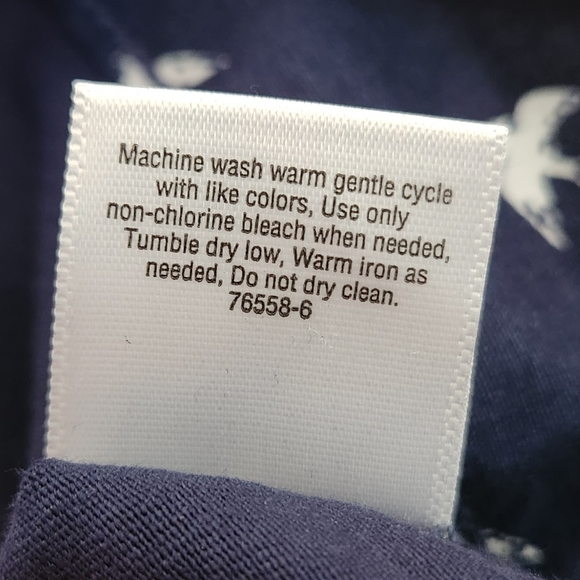 Machine wash warm gentle cycle
with like colors, Use only
non-chlorine bleach when needed,
Tumble dry low, Warm iron as
needed, Do not dry clean.
76558-6